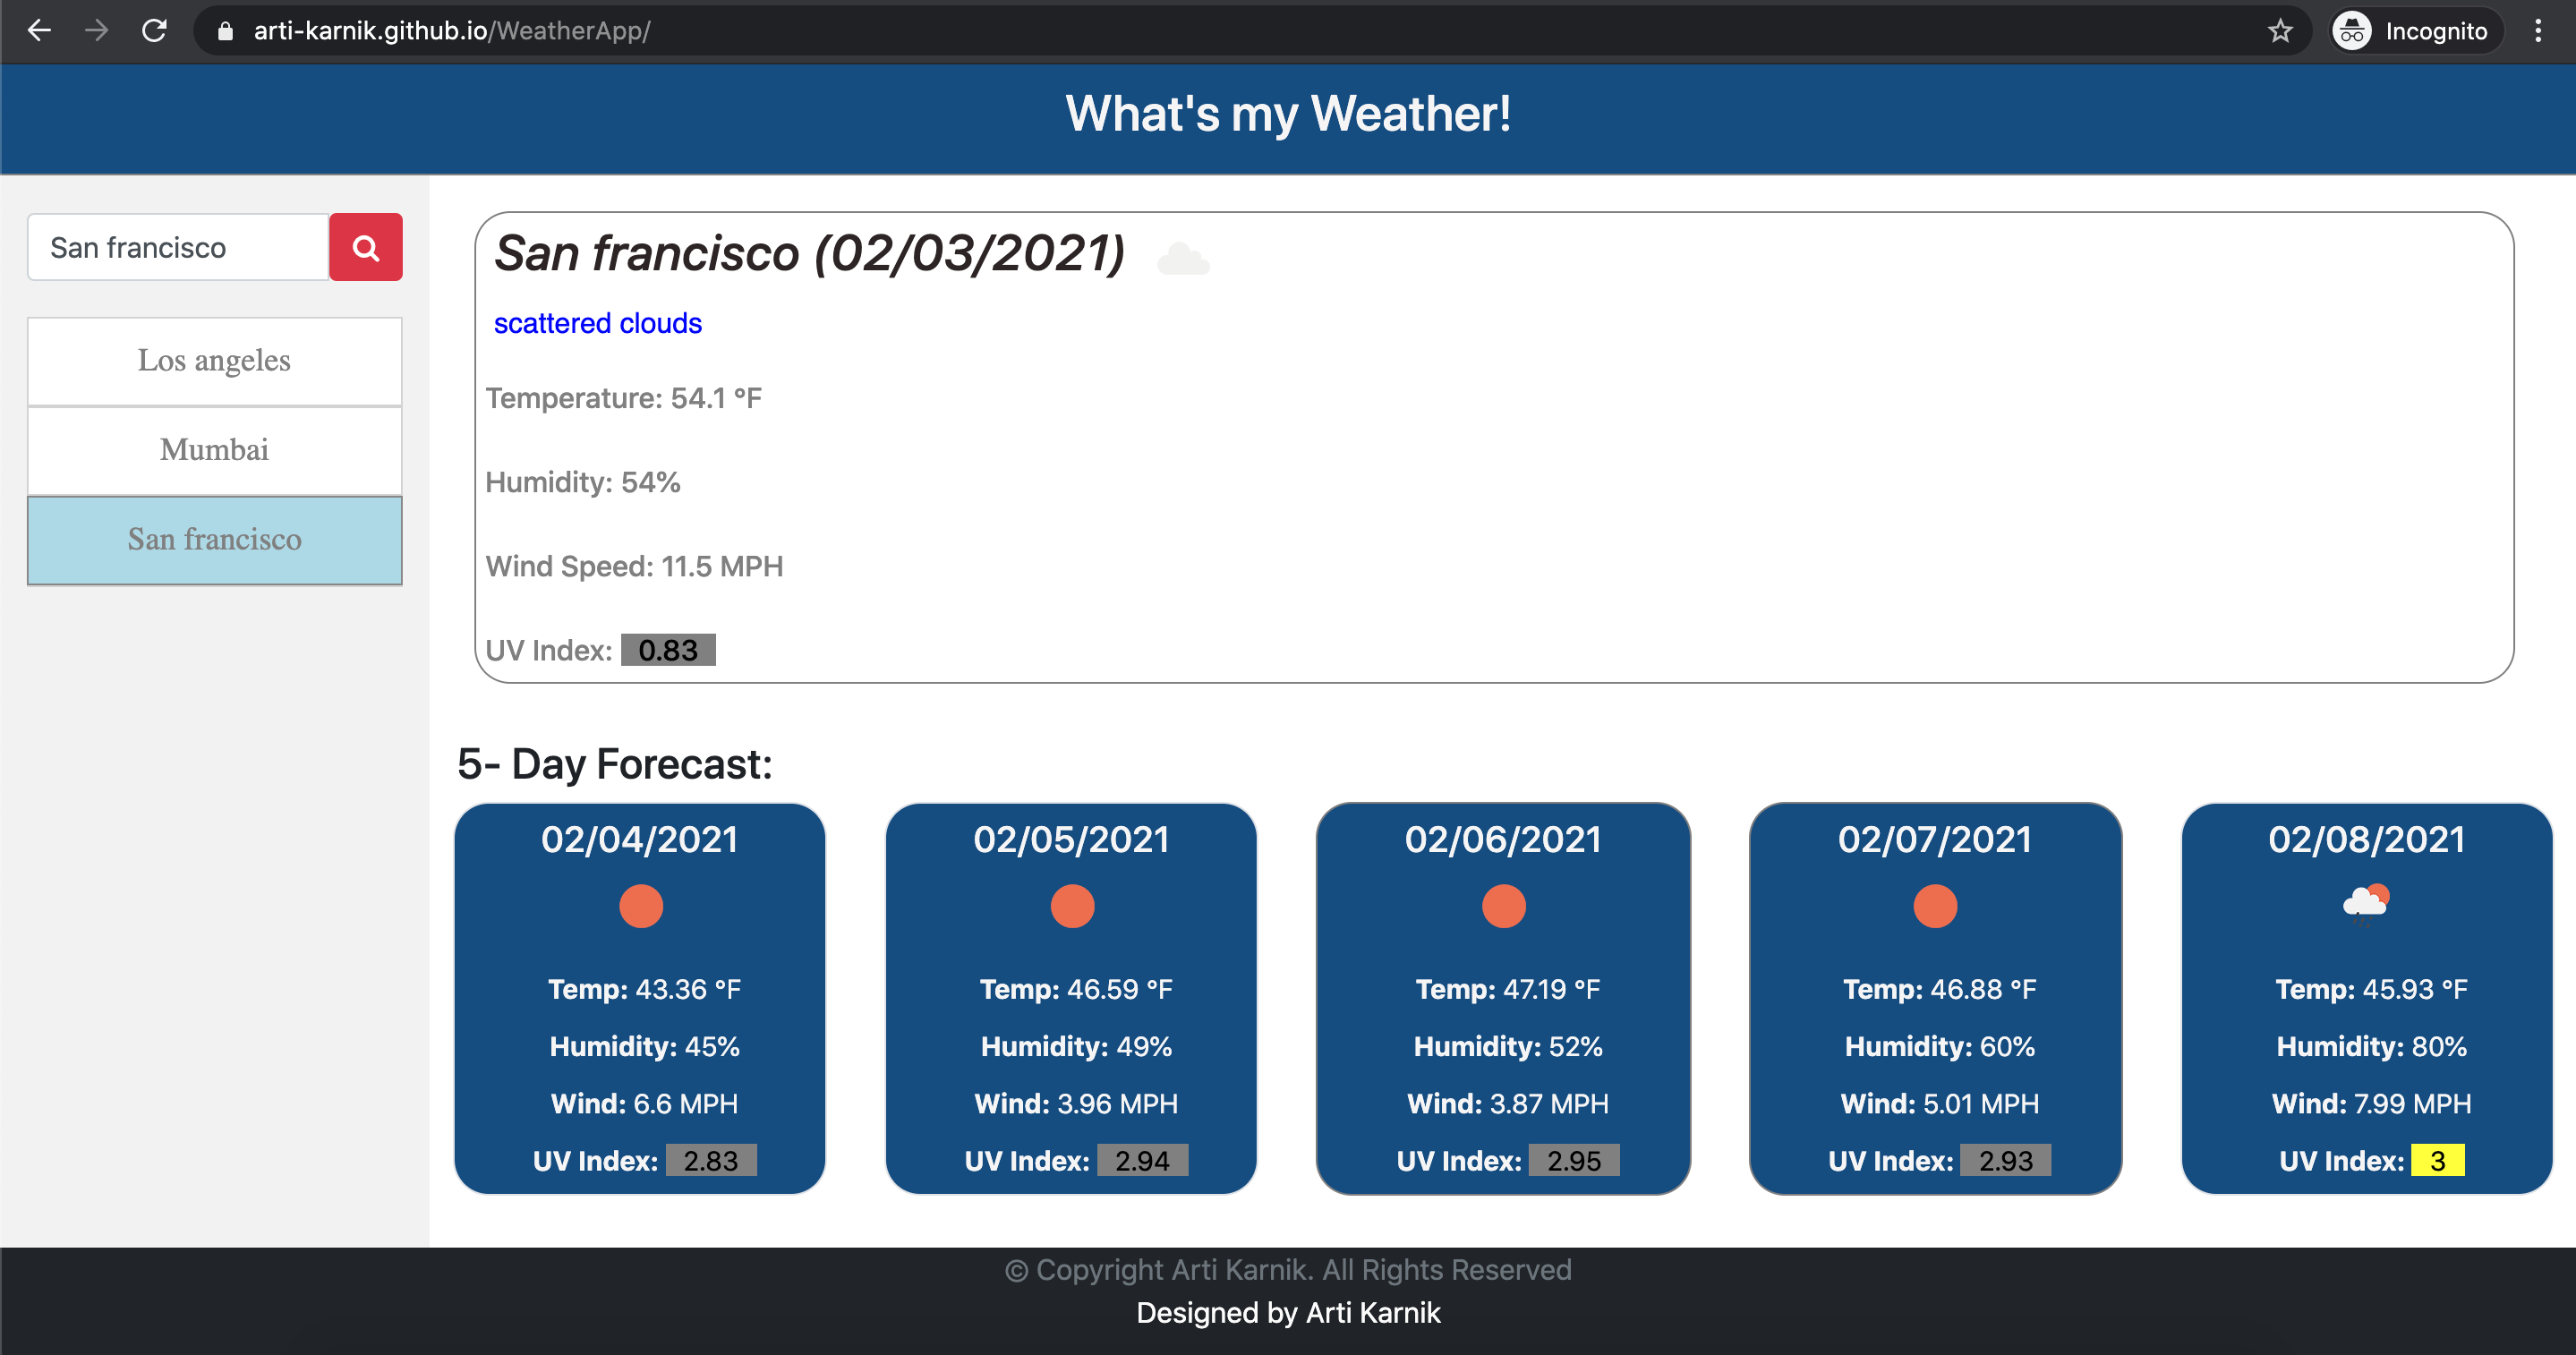 arti-karnik.github.io/WeatherApp/
Incognito
What's my Weather!
San francisco
Los angeles
Mumbai
San francisco
San francisco (02/03/2021)
scattered clouds
Temperature: 54.1 °F
Humidity: 54%
Wind Speed: 11.5 MPH
UV Index: 0.83
5- Day Forecast:
02/04/2021
Temp: 43.36 °F
Humidity: 45%
Wind: 6.6 MPH
UV Index: 2.83
02/05/2021
Temp: 46.59 °F
Humidity: 49%
Wind: 3.96 MPH
UV Index: 2.94
02/06/2021
Temp: 47.19 °F
Humidity: 52%
Wind: 3.87 MPH
UV Index: 2.95
02/07/2021
Temp: 46.88 °F
Humidity: 60%
Wind: 5.01 MPH
UV Index: 2.93
02/08/2021
Temp: 45.93 °F
Humidity: 80%
Wind: 7.99 MPH
UV Index: 3
© Copyright Arti Karnik. All Rights Reserved
Designed by Arti Karnik